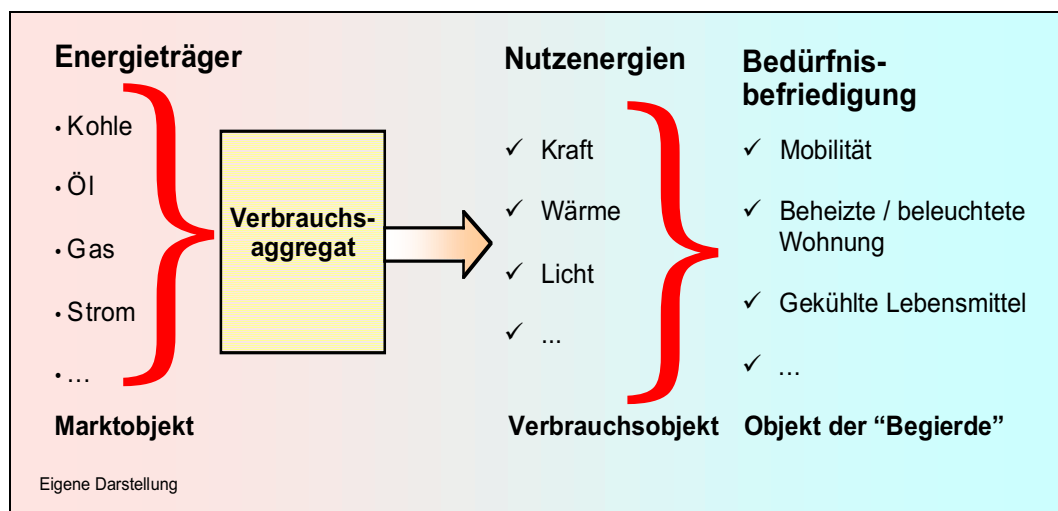 Energieträger
• Kohle
• Öl
• Gas
• Strom
• ...
Marktobjekt
Verbrauchs-
aggregat
Nutzenergien
✓ Kraft
✓ Wärme
✓ Licht
✓ ...
Verbrauchsobjekt
Bedürfnis-
befriedigung
✓ Mobilität
✓ Beheizte / beleuchtete
Wohnung
✓ Gekühlte Lebensmittel
✓ ...
Objekt der “Begierde”
Eigene Darstellung